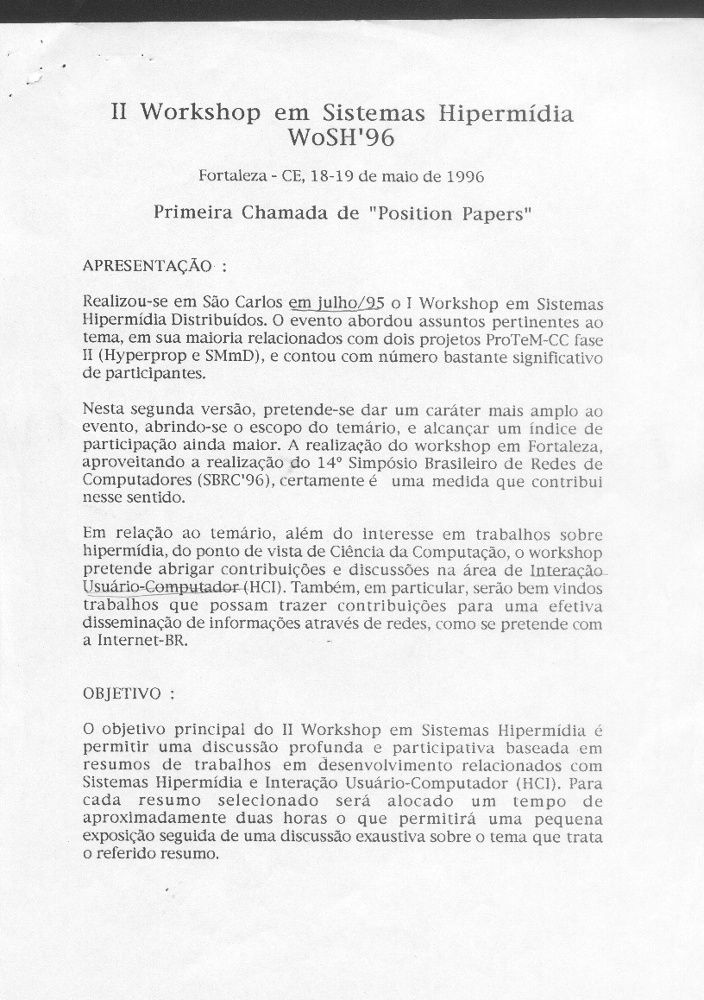 II Workshop em Sistemas Hipermídia
WoSH'96
Fortaleza - CE, 18-19 de maio de 1996
Primeira Chamada de "Position Papers"
APRESENTAÇÃO :
Realizou-se em São Carlos em julho/95 o I Workshop em Sistemas
Hipermídia Distribuídos. O evento abordou assuntos pertinentes ao
tema, em sua maioria relacionados com dois projetos ProTeM-CC fase
II (Hyperprop e SMmD), e contou com número bastante significativo
de participantes.
Nesta segunda versão, pretende-se dar um caráter mais amplo ao
evento, abrindo-se o escopo do temário, e alcançar um índice de
participação ainda maior. A realização do workshop em Fortaleza,
aproveitando a realização do 14º Simpósio Brasileiro de Redes de
Computadores (SBRC'96), certamente é uma medida que contribui
nesse sentido.
Em relação ao temário, além do interesse em trabalhos sobre
hipermídia, do ponto de vista de Ciência da Computação, o workshop
pretende abrigar contribuições e discussões na área de Interação
Usuário-Computador (HCI). Também, em particular, serão bem vindos
trabalhos que possam trazer contribuições para uma efetiva
disseminação de informações através de redes, como se pretende com
a Internet-BR.
OBJETIVO :
O objetivo principal do II Workshop em Sistemas Hipermídia é
permitir uma discussão profunda e participativa baseada em
resumos de trabalhos em desenvolvimento relacionados com
Sistemas Hipermídia e Interação Usuário-Computador (HCI). Para
cada resumo selecionado será alocado um tempo de
aproximadamente duas horas o que permitirá uma pequena
exposição seguida de uma discussão exaustiva sobre o tema que trata
o referido resumo.